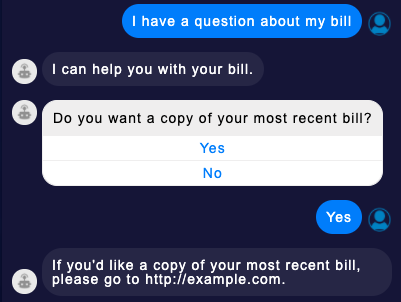 I have a question about my bill
I can help you with your bill.
Do you want a copy of your most recent bill?
Yes
No
Yes
If you'd like a copy of your most recent bill,
please go to http://example.com.